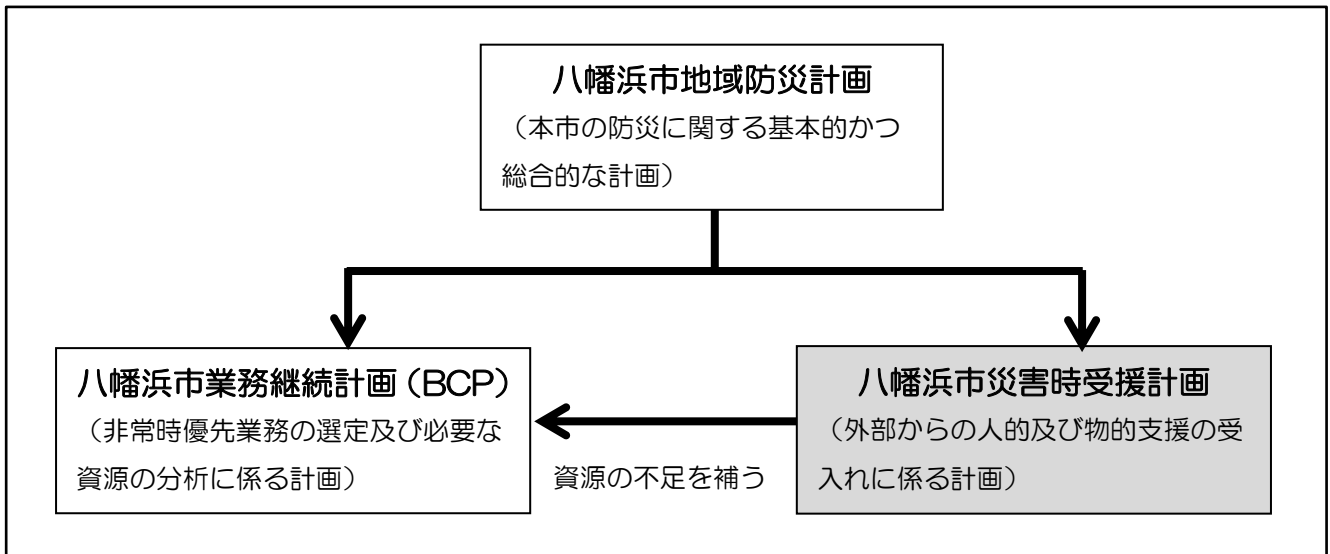 八幡浜市地域防災計画
（本市の防災に関する基本的かつ
総合的な計画）
八幡浜市業務継続計画（BCP）
（非常時優先業務の選定及び必要な
資源の分析に係る計画）
資源の不足を補う
八幡浜市災害時受援計画
（外部からの人的及び物的支援の受
入れに係る計画）